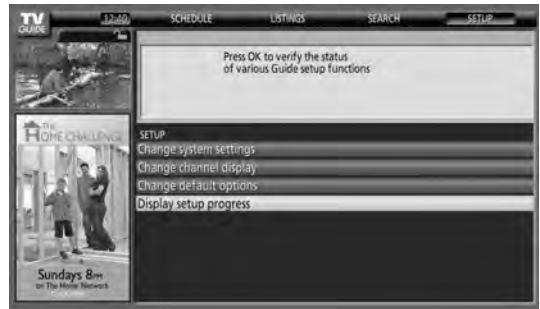 TV
GUIDE
12:40
SCHEDULE
LISTINGS
SEARCH
SETUP
Press OK to verify the status
of various Guide setup functions
The
HOME CHALLENGE
Sundays 8PM
on The Home Network
SETUP
Change system settings
Change channel display
Change default options
Display setup progress